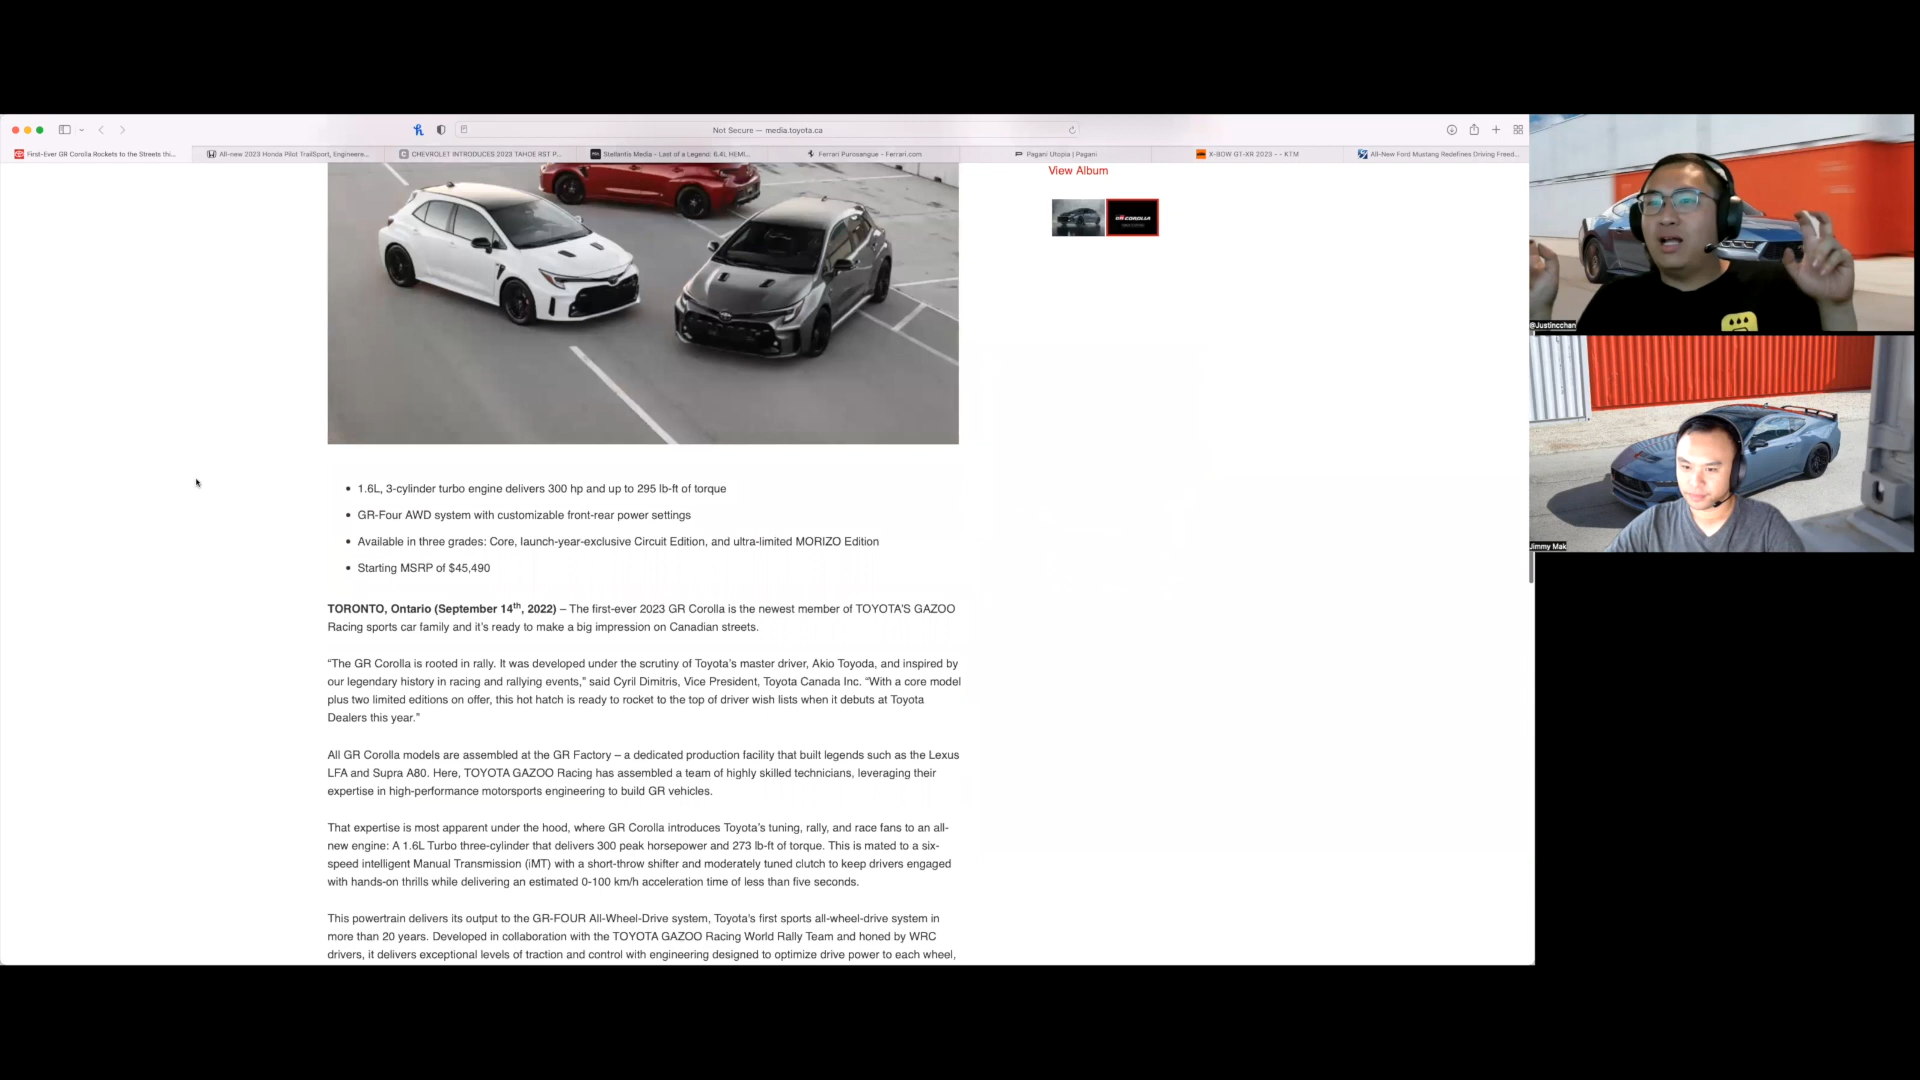 Not Secure — media.toyota.ca
First-Ever GR Corolla Rockets to the Streets thi...
All-new 2023 Honda Pilot TrailSport, Engineere...
CHEVROLET INTRODUCES 2023 TAHOE RST P...
Stellantis Media - Last of a Legend: 6.4L HEMI...
Ferrari Purosangue - Ferrari.com
Pagani Utopia | Pagani
X-BOW GT-XR 2023 - - KTM
All-New Ford Mustang Redefines Driving Freed...
View Album
GR COROLLA
• 1.6L, 3-cylinder turbo engine delivers 300 hp and up to 295 lb-ft of torque
• GR-Four AWD system with customizable front-rear power settings
• Available in three grades: Core, launch-year-exclusive Circuit Edition, and ultra-limited MORIZO Edition
• Starting MSRP of $45,490
TORONTO, Ontario (September 14th, 2022) – The first-ever 2023 GR Corolla is the newest member of TOYOTA'S GAZOO
Racing sports car family and it's ready to make a big impression on Canadian streets.
“The GR Corolla is rooted in rally. It was developed under the scrutiny of Toyota's master driver, Akio Toyoda, and inspired by
our legendary history in racing and rallying events,” said Cyril Dimitris, Vice President, Toyota Canada Inc. “With a core model
plus two limited editions on offer, this hot hatch is ready to rocket to the top of driver wish lists when it debuts at Toyota
Dealers this year.”
All GR Corolla models are assembled at the GR Factory – a dedicated production facility that built legends such as the Lexus
LFA and Supra A80. Here, TOYOTA GAZOO Racing has assembled a team of highly skilled technicians, leveraging their
expertise in high-performance motorsports engineering to build GR vehicles.
That expertise is most apparent under the hood, where GR Corolla introduces Toyota's tuning, rally, and race fans to an all-
new engine: A 1.6L Turbo three-cylinder that delivers 300 peak horsepower and 273 lb-ft of torque. This is mated to a six-
speed intelligent Manual Transmission (iMT) with a short-throw shifter and moderately tuned clutch to keep drivers engaged
with hands-on thrills while delivering an estimated 0-100 km/h acceleration time of less than five seconds.
This powertrain delivers its output to the GR-FOUR All-Wheel-Drive system, Toyota's first sports all-wheel-drive system in
more than 20 years. Developed in collaboration with the TOYOTA GAZOO Racing World Rally Team and honed by WRC
drivers, it delivers exceptional levels of traction and control with engineering designed to optimize drive power to each wheel,
@Justincchan
Jimmy Mak